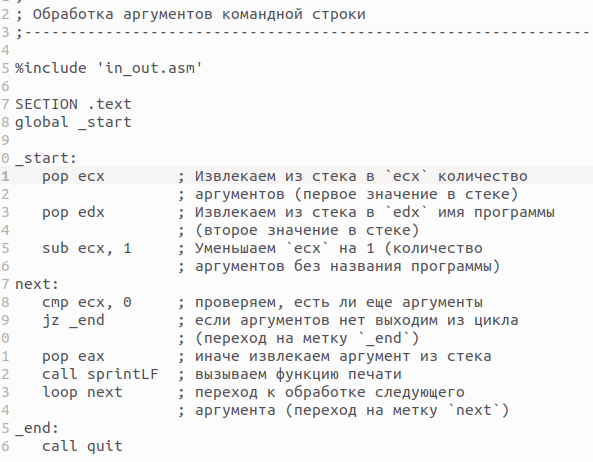 2 ; Обработка аргументов командной строки
3 ;---------------------------------------------------------------
4
5 %include 'in_out.asm'
6
7 SECTION .text
8 global _start
9
0 _start:
1    pop ecx        ; Извлекаем из стека в `ecx` количество
2                   ; аргументов (первое значение в стеке)
3    pop edx        ; Извлекаем из стека в `edx` имя программы
4                   ; (второе значение в стеке)
5    sub ecx, 1     ; Уменьшаем `ecx` на 1 (количество
6                   ; аргументов без названия программы)
7 next:
8    cmp ecx, 0     ; проверяем, есть ли еще аргументы
9    jz _end        ; если аргументов нет выходим из цикла
0                   ; (переход на метку `_end`)
1    pop eax        ; иначе извлекаем аргумент из стека
2    call sprintLF  ; вызываем функцию печати
3    loop next      ; переход к обработке следующего
4                   ; аргумента (переход на метку `next`)
5 _end:
6    call quit